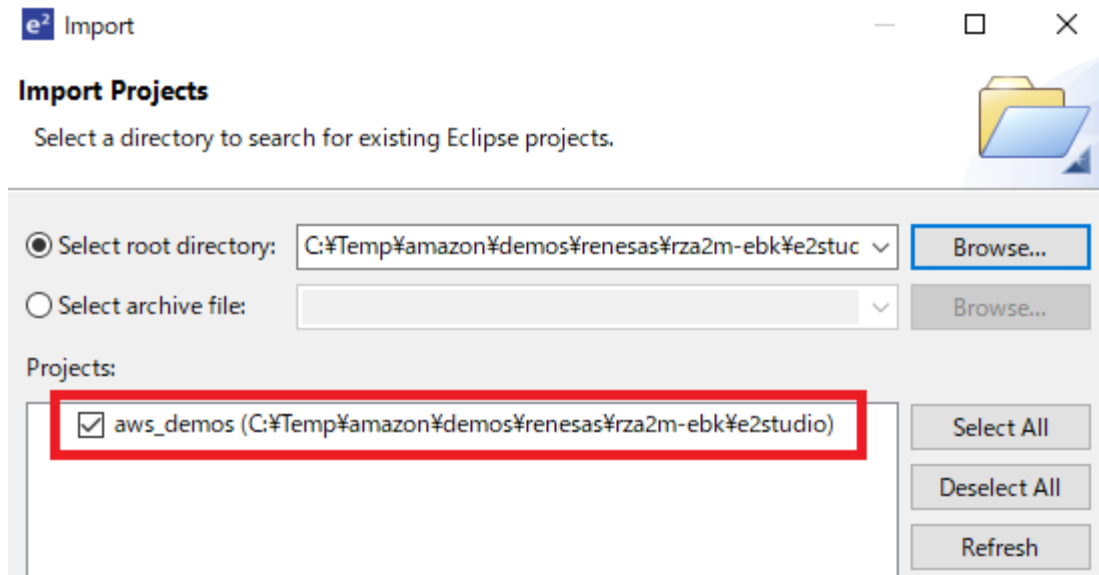 e² Import
Import Projects
Select a directory to search for existing Eclipse projects.
Select root directory: C:¥Temp¥amazon¥demos¥renesas¥rza2m-ebk¥e2stuc Browse...
Select archive file: Browse...
Projects:
aws_demos (C:¥Temp¥amazon¥demos¥renesas¥rza2m-ebk¥e2studio) Select All
Deselect All
Refresh